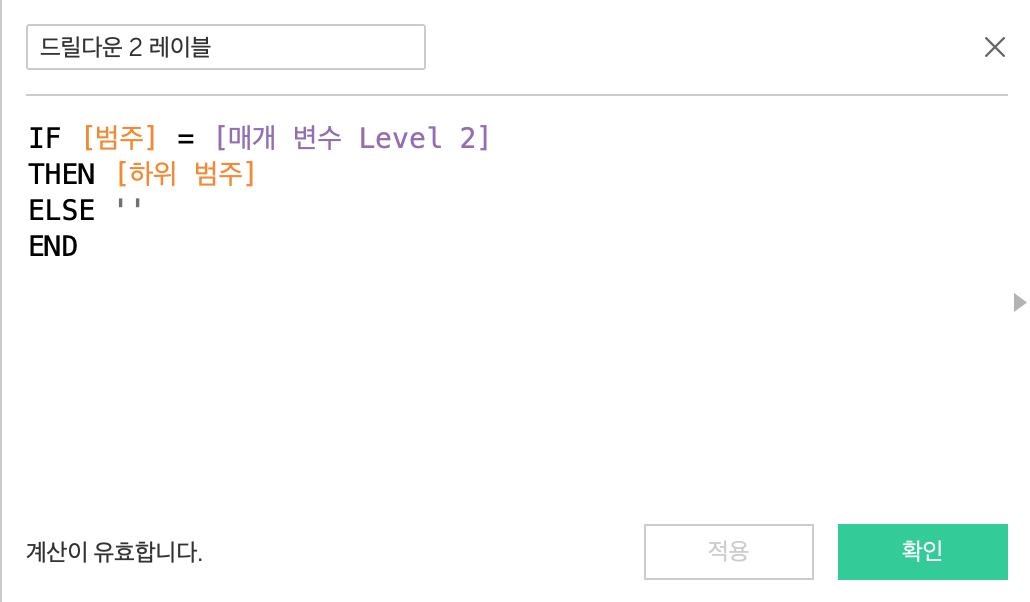 드릴다운 2 레이블
IF [범주] = [매개 변수 Level 2]
THEN [하위 범주]
ELSE ''
END
계산이 유효합니다.
적용
확인